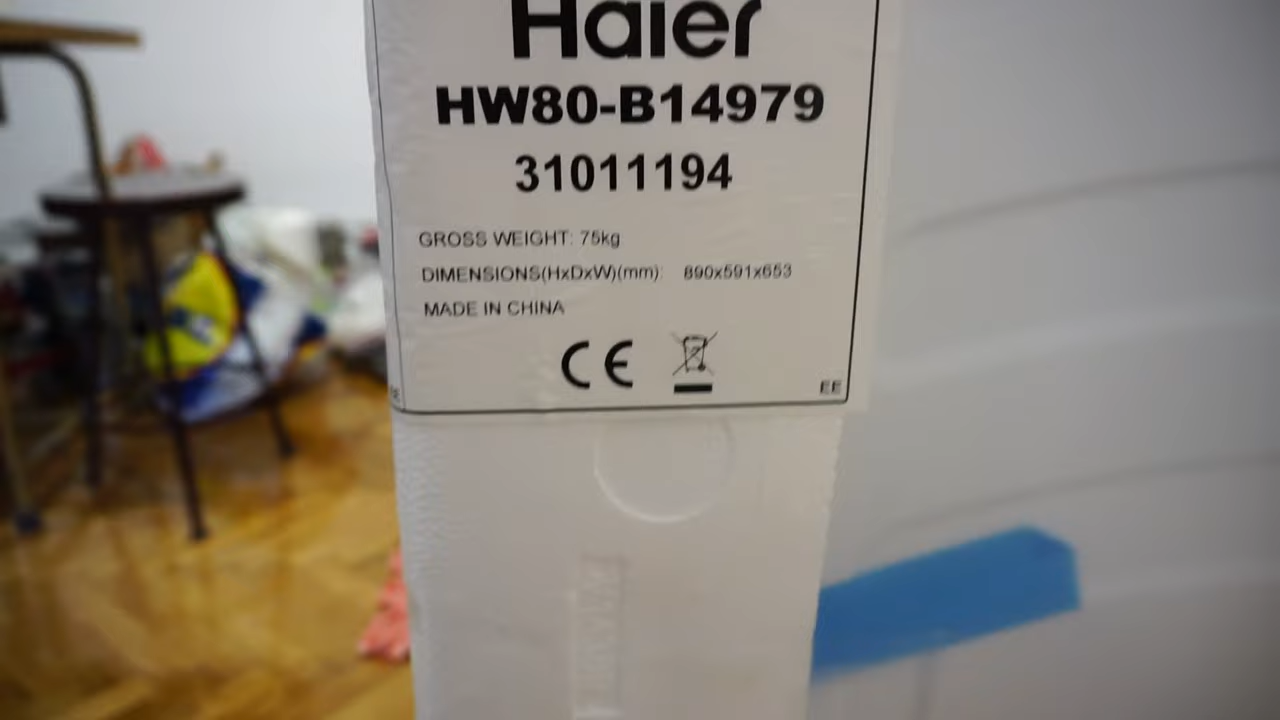 Haier
HW80-B14979
31011194
GROSS WEIGHT: 75kg
DIMENSIONS(HxDxW)(mm): 890x591x653
MADE IN CHINA
CE
EE